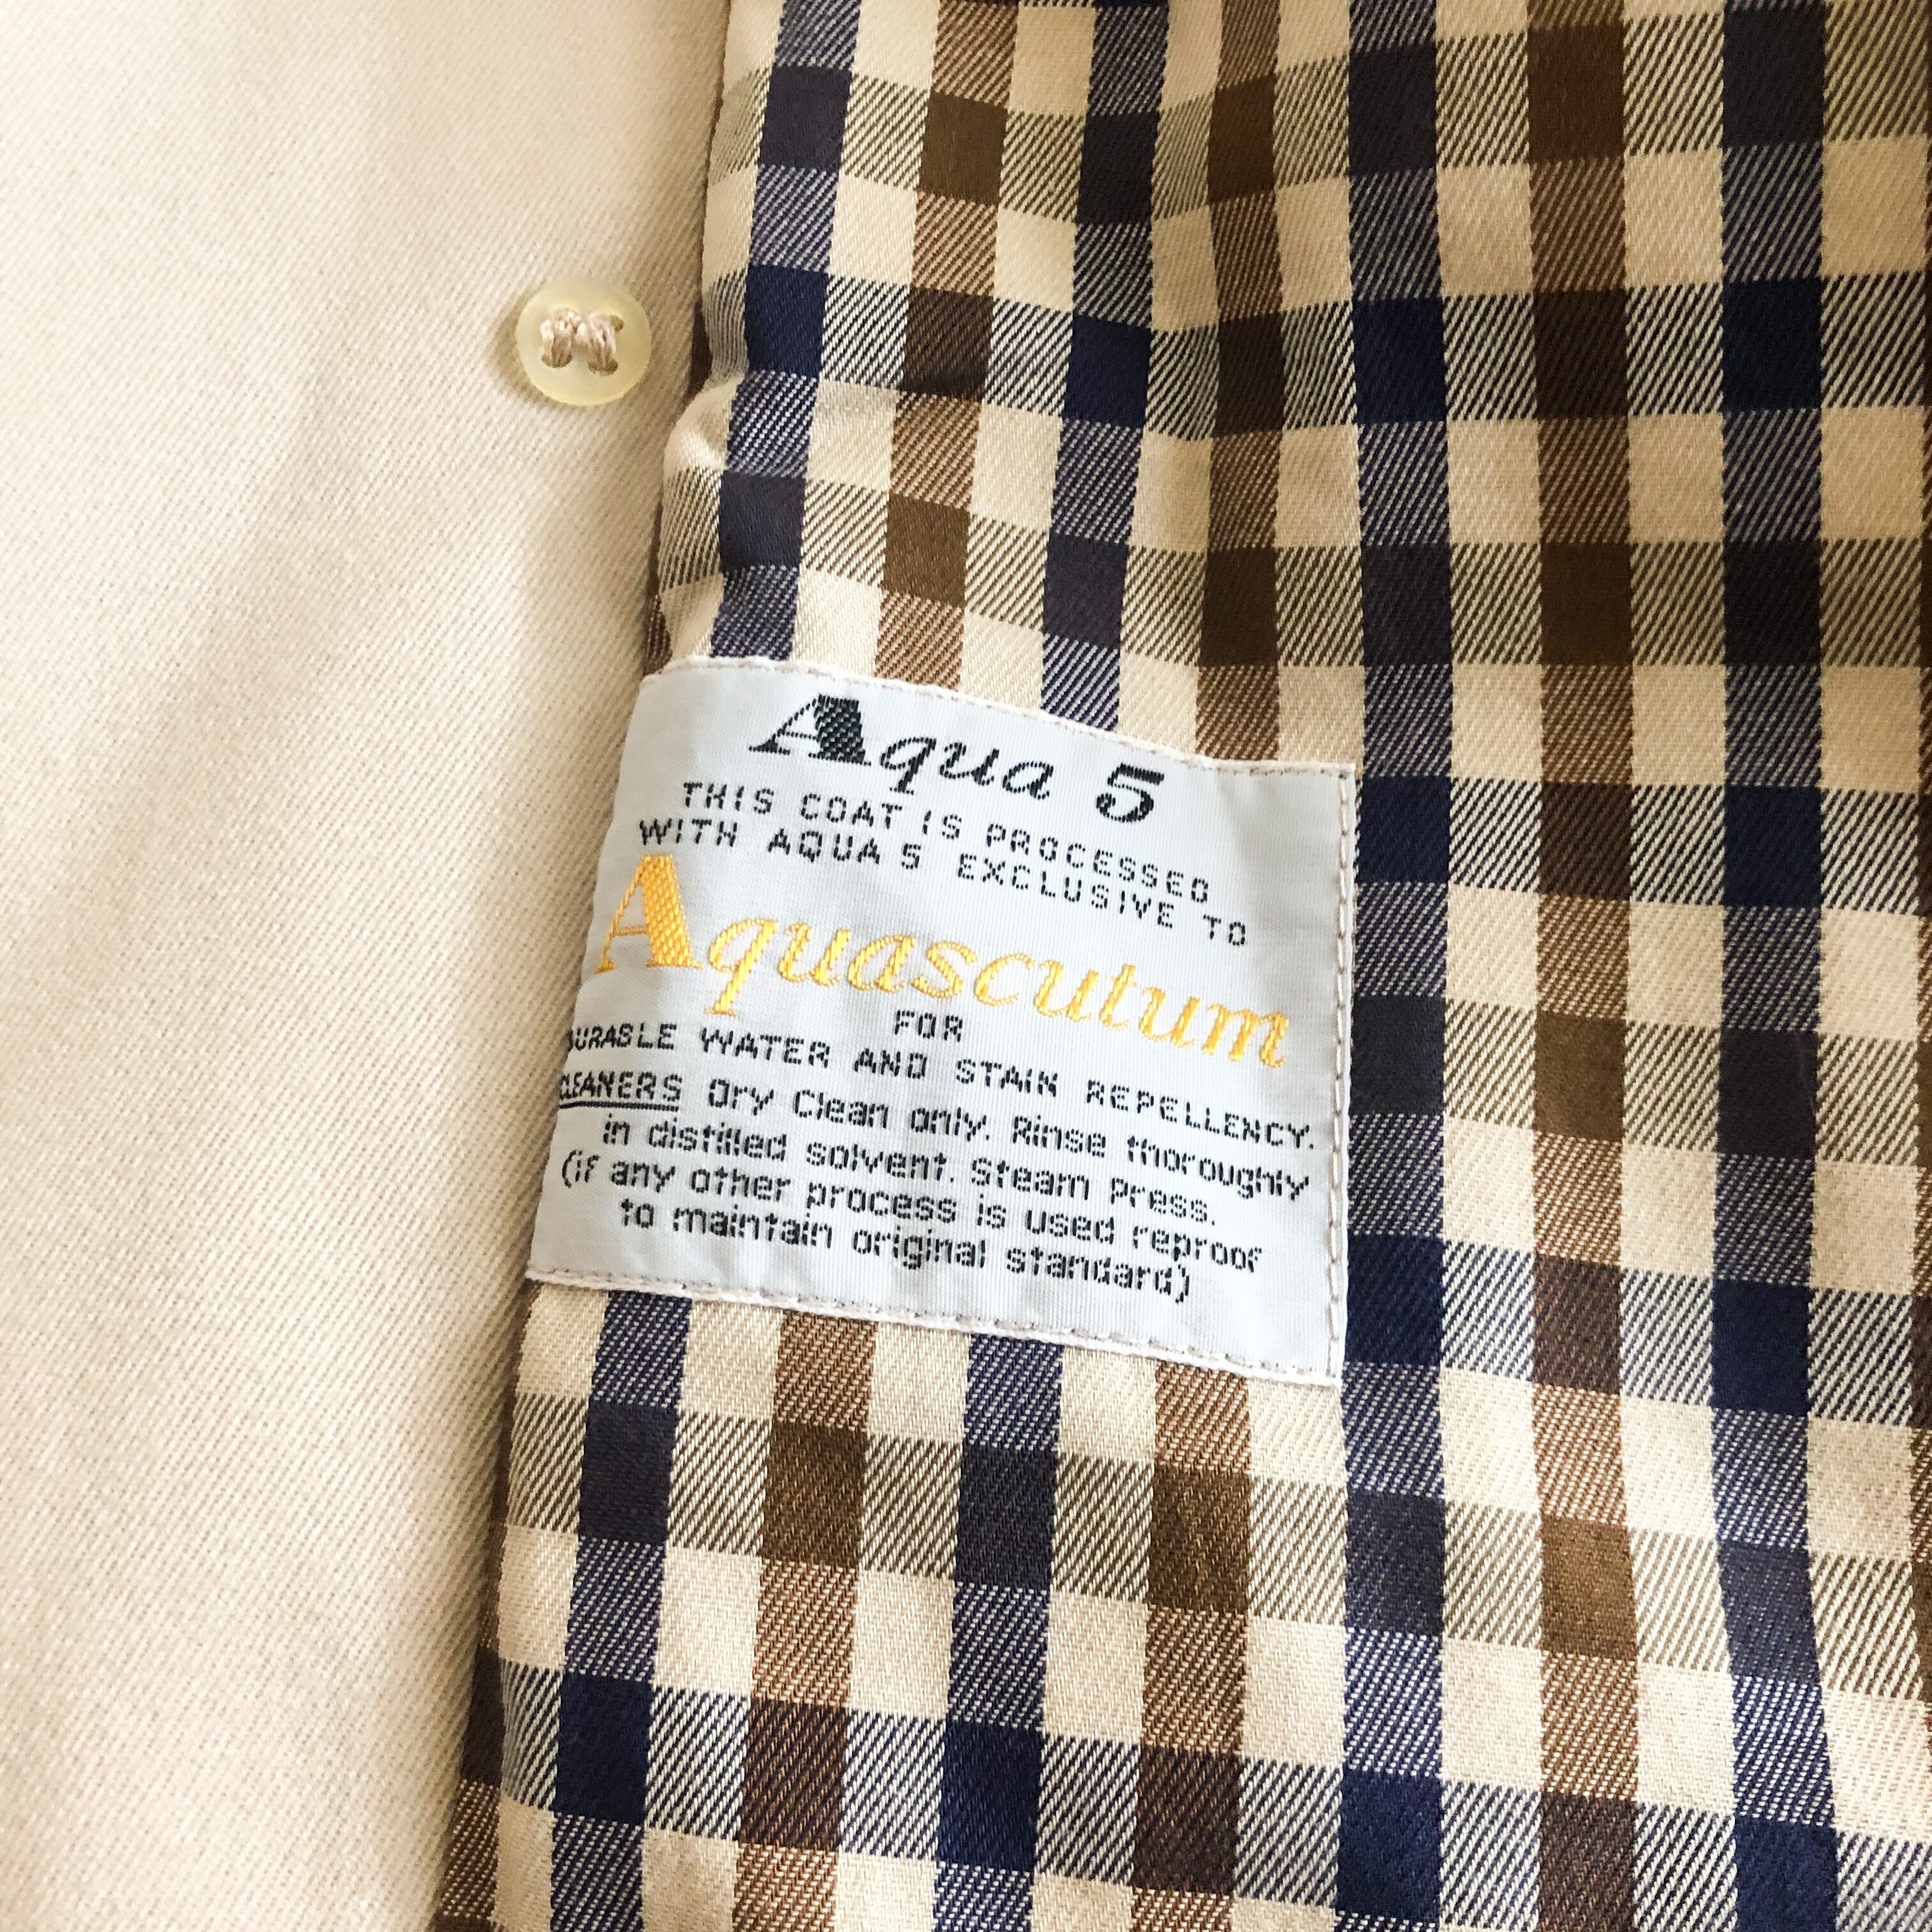 Aqua 5
THIS COAT IS PROCESSED
WITH AQUA 5 EXCLUSIVE TO
Aquascutum
FOR
DURABLE WATER AND STAIN REPELLENCY.
CLEANERS Dry Clean only. Rinse thoroughly
in distilled solvent. Steam Press.
(if any other process is used reproof
to maintain original standard)